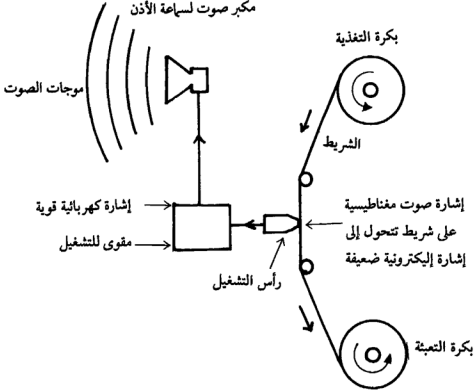 مكبر صوت لسماعة الأذن
بكرة التغذية
موجات الصوت
الشريط
إشارة صوت مغناطيسية
على شريط تتحول إلى
إشارة إليكترونية ضعيفة
إشارة كهربائية قوية
مقوى للتشغيل
رأس التشغيل
بكرة التعبئة